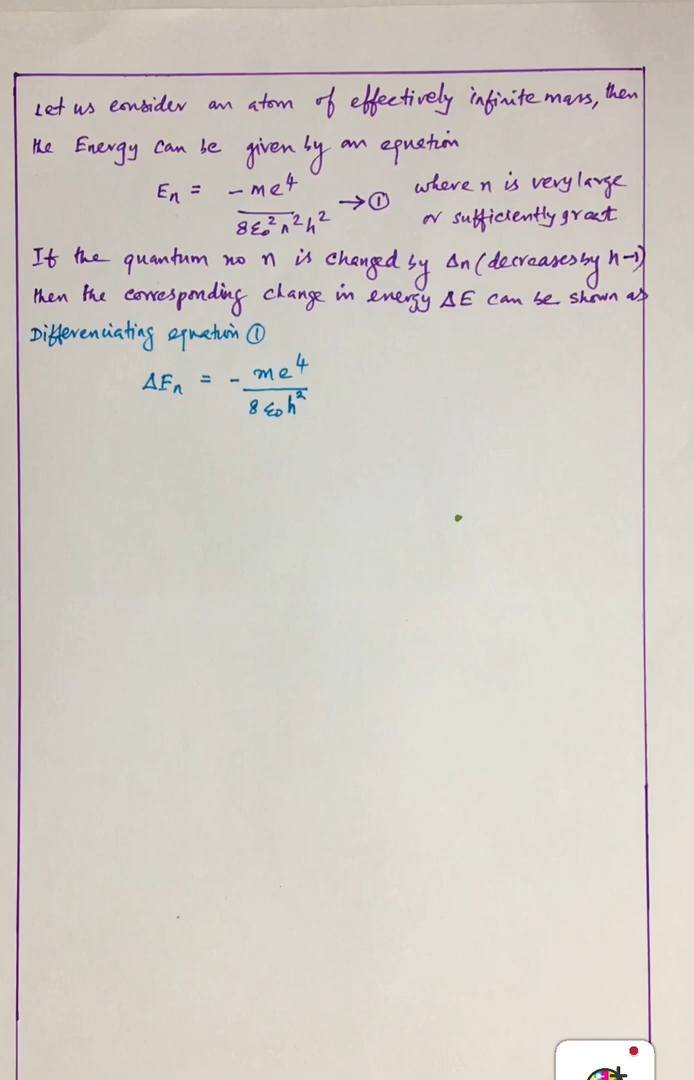 Let us consider an atom of effectively infinite mass, then
the Energy can be given by an equation
Eₙ = -me⁴ / 8ε₀²n²h² → ① where n is very large
or sufficiently great
If the quantum no n is changed by Δn (decreases by n-1)
then the corresponding change in energy ΔE can be shown as
Differenciating equation ①
ΔEₙ = - me⁴ / 8ε₀h²